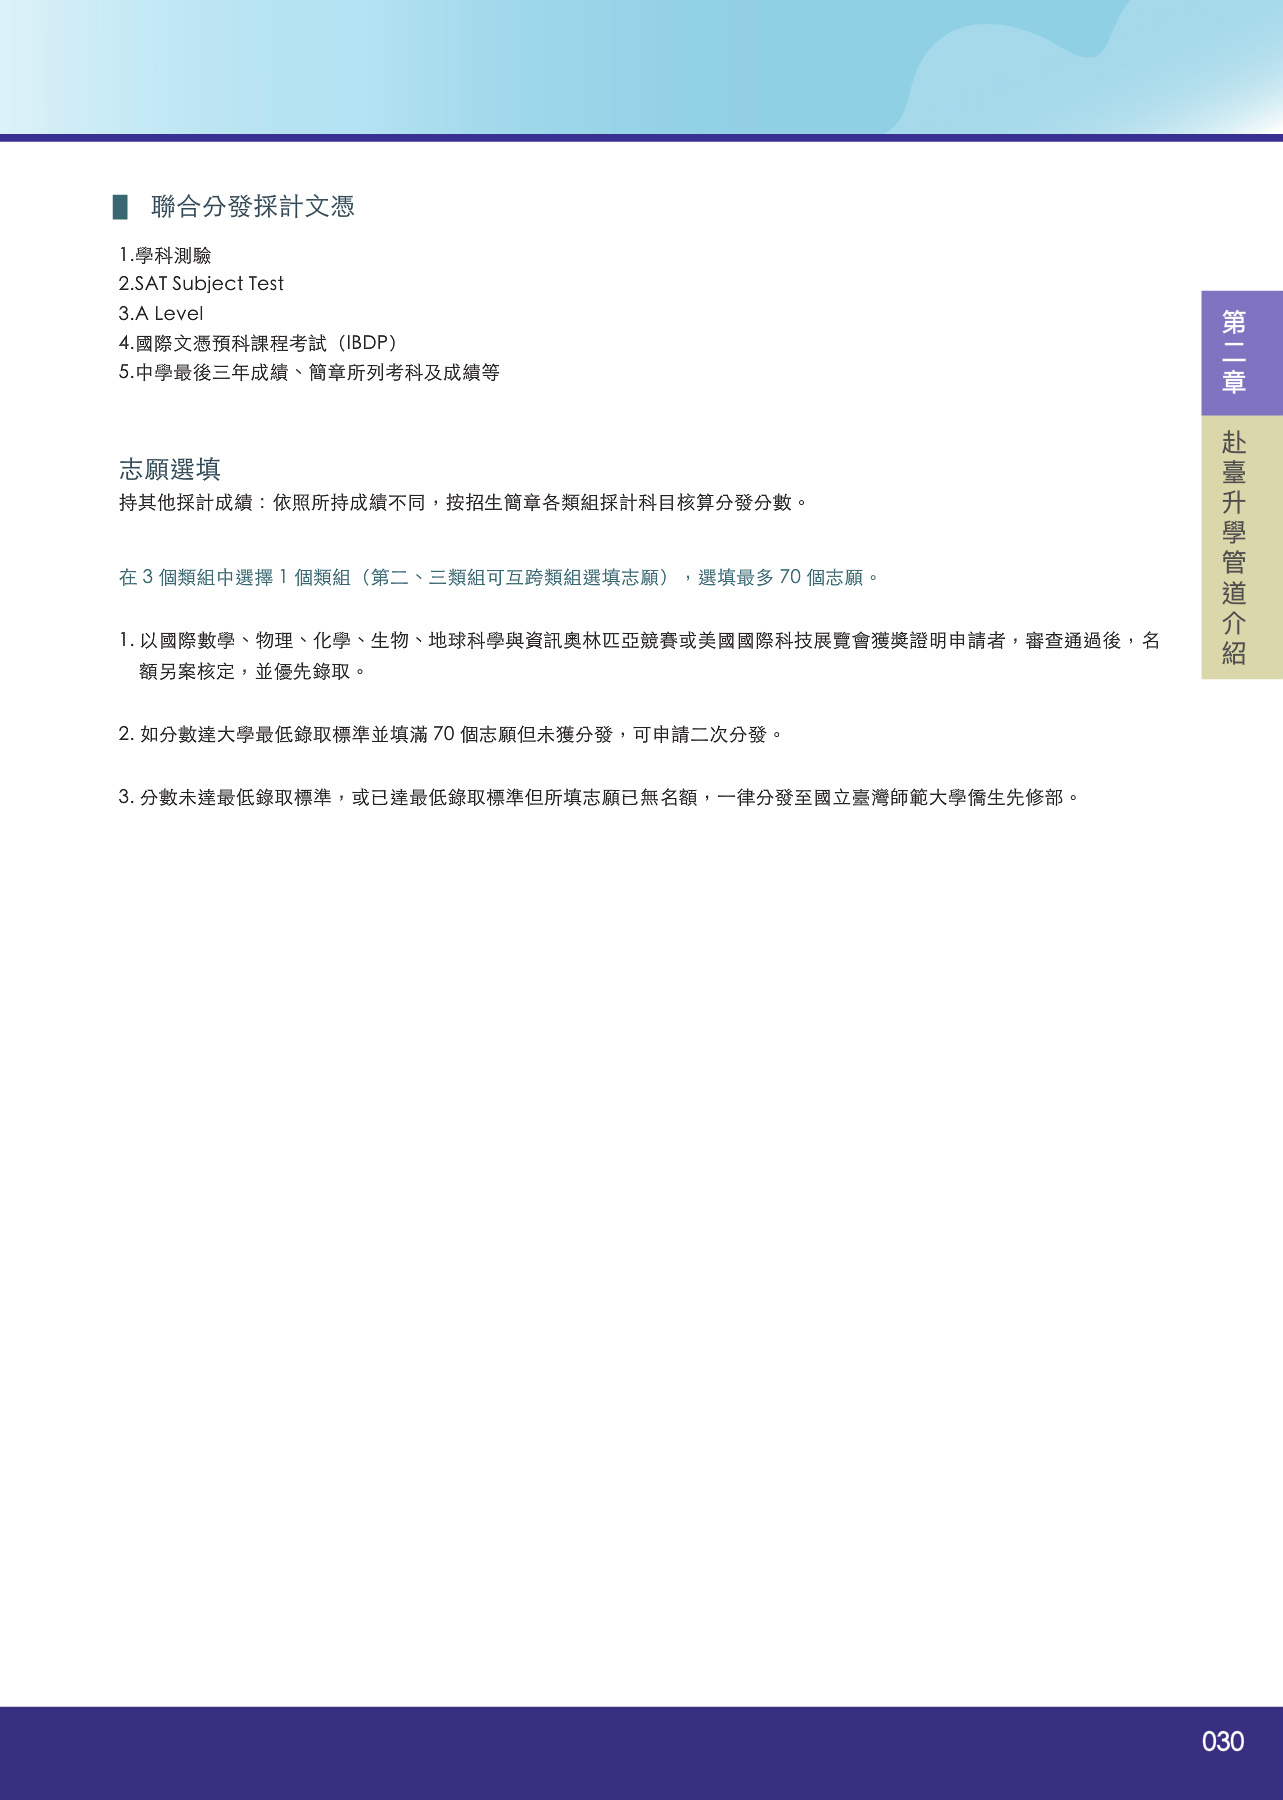 聯合分發採計文憑
1.學科測驗
2.SAT Subject Test
3.A Level
4.國際文憑預科課程考試（IBDP）
5.中學最後三年成績、簡章所列考科及成績等
志願選填
持其他採計成績：依照所持成績不同，按招生簡章各類組採計科目核算分發分數。
在 3 個類組中選擇 1 個類組（第二、三類組可互跨類組選填志願），選填最多 70 個志願。
1. 以國際數學、物理、化學、生物、地球科學與資訊奧林匹亞競賽或美國國際科技展覽會獲獎證明申請者，審查通過後，名
額另案核定，並優先錄取。
2. 如分數達大學最低錄取標準並填滿 70 個志願但未獲分發，可申請二次分發。
3. 分數未達最低錄取標準，或已達最低錄取標準但所填志願已無名額，一律分發至國立臺灣師範大學僑生先修部。
第二章
赴臺升學管道介紹
030